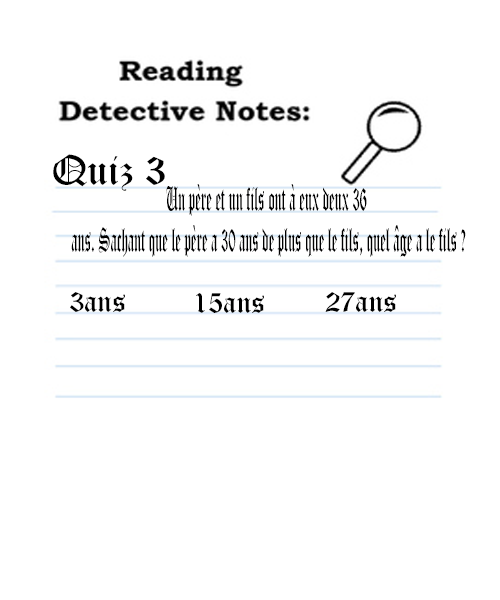 Reading
Detective Notes:
Quiz 3
Un père et un fils ont à eux deux 36
ans. Sachant que le père a 30 ans de plus que le fils, quel âge a le fils ?
3ans 15ans 27ans